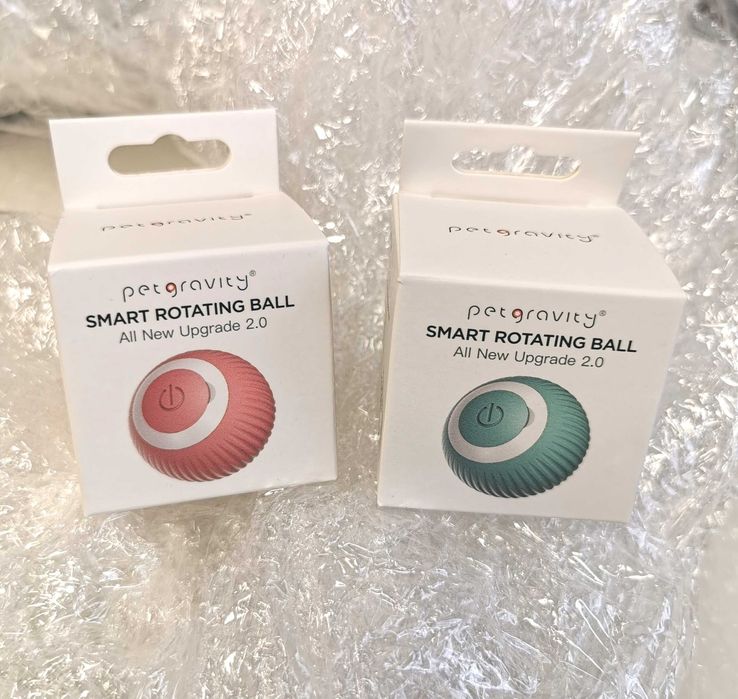 petgravity
petgravity®
SMART ROTATING BALL
All New Upgrade 2.0
petgravity
petgravity®
SMART ROTATING BALL
All New Upgrade 2.0